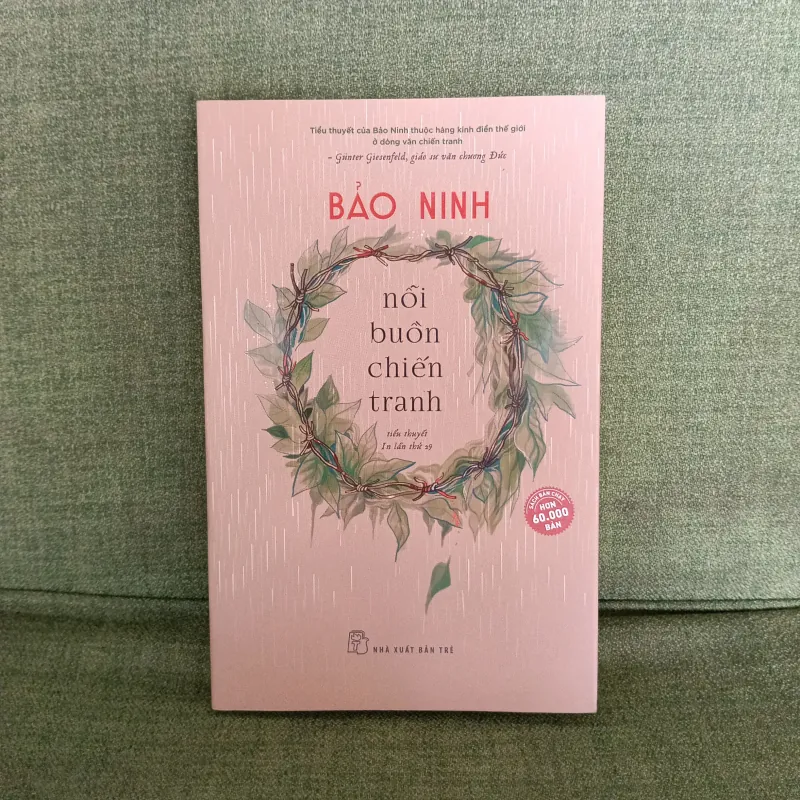 Tiểu thuyết của Bảo Ninh thuộc hàng kinh điển thế giới
ở dòng văn chiến tranh
- Günter Giesenfeld, giáo sư văn chương Đức
BẢO NINH
nỗi
buồn
chiến
tranh
tiểu thuyết
In lần thứ 29
SÁCH BÁN CHẠY
HƠN
60.000
BẢN
NHÀ XUẤT BẢN TRẺ